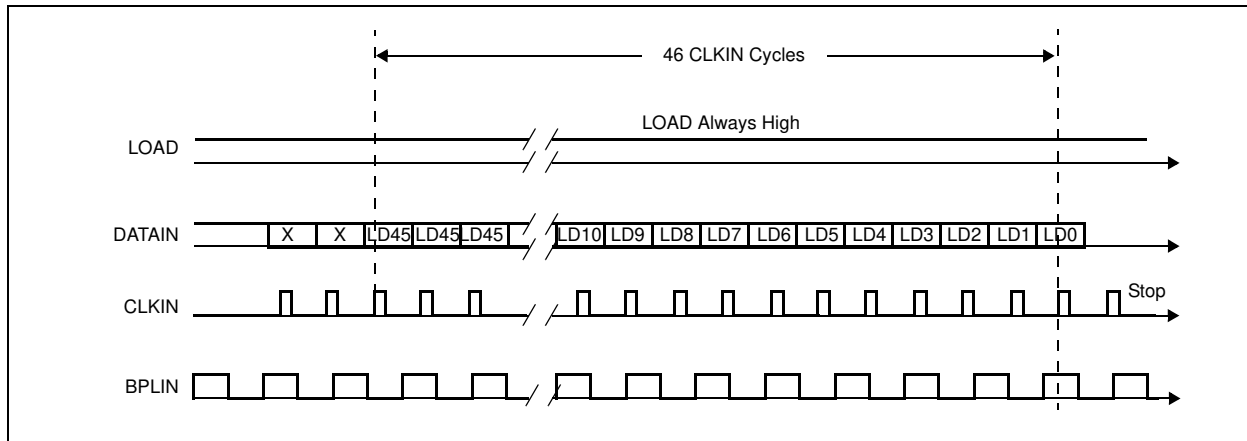 46 CLKIN Cycles
LOAD Always High
LOAD
DATAIN
X X LD45 LD45 LD45 LD10 LD9 LD8 LD7 LD6 LD5 LD4 LD3 LD2 LD1 LD0
CLKIN
Stop
BPLIN